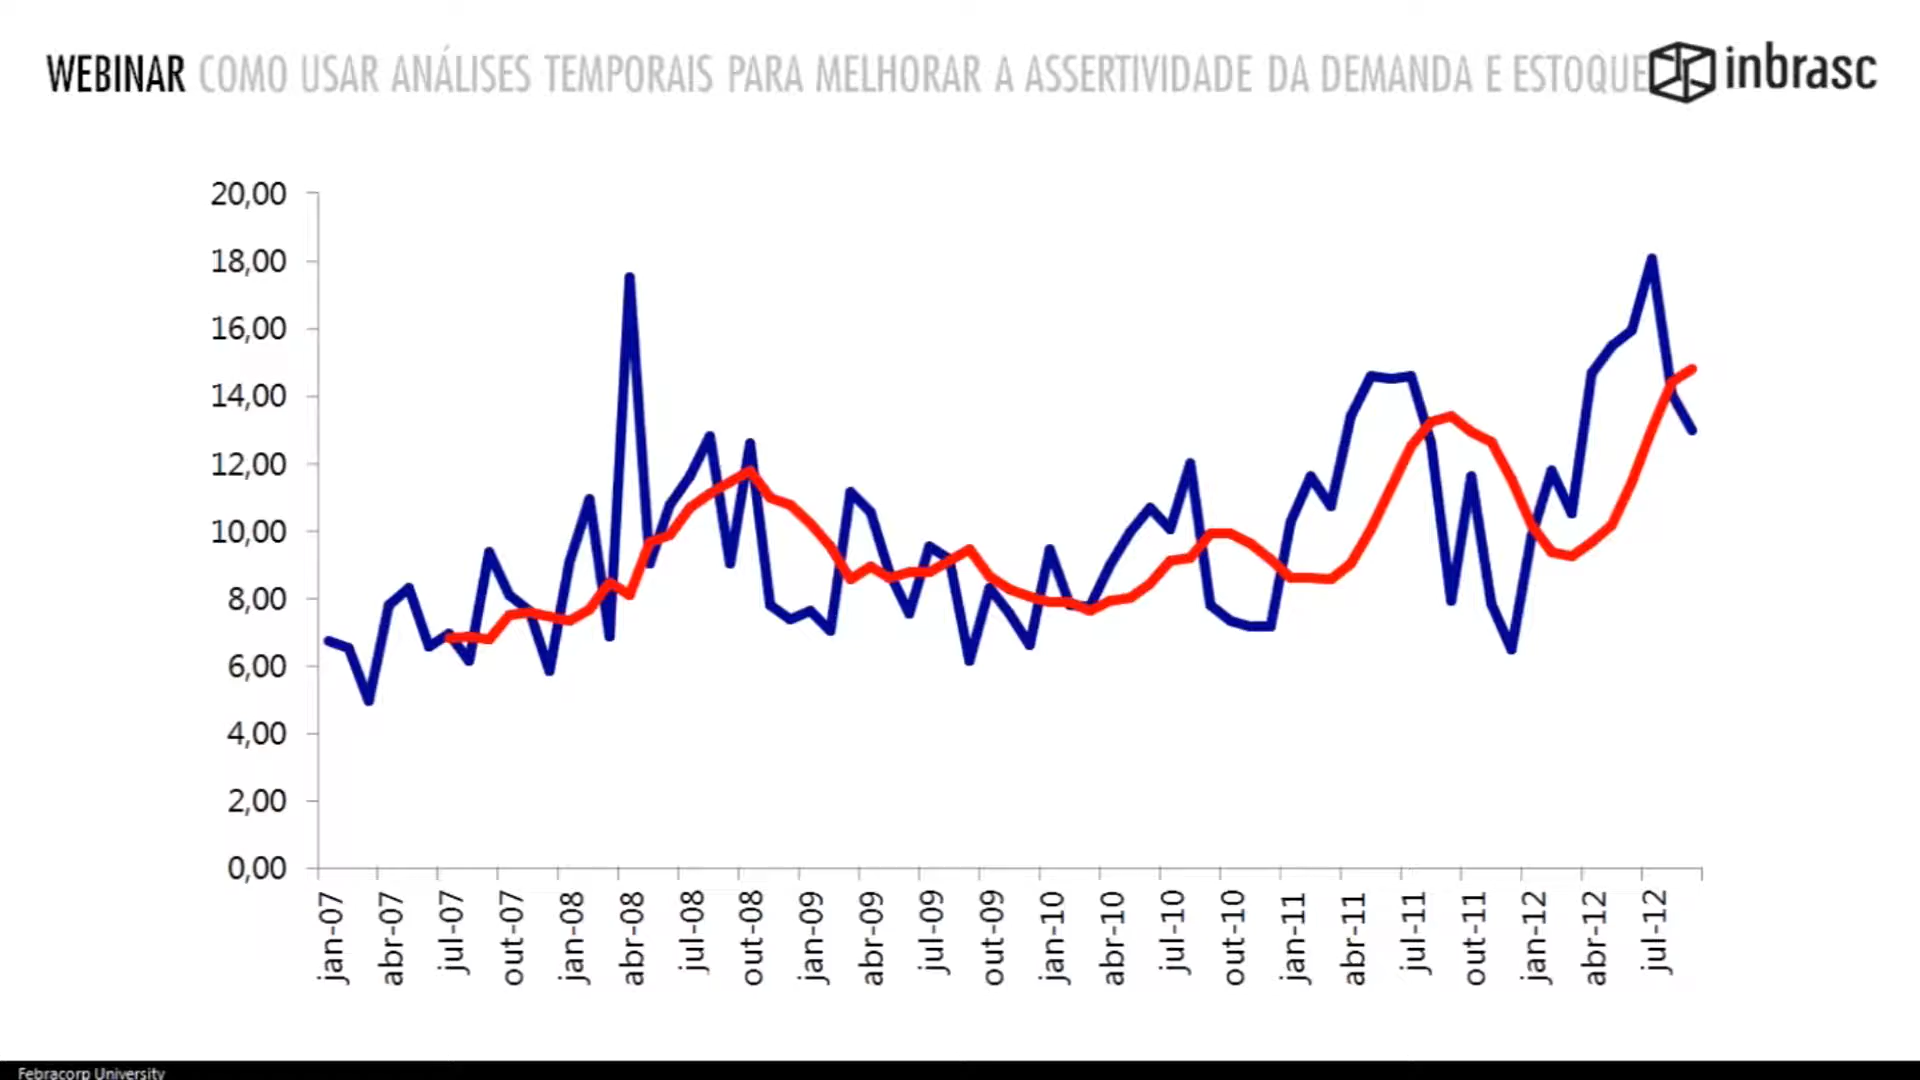 WEBINAR COMO USAR ANÁLISES TEMPORAIS PARA MELHORAR A ASSERTIVIDADE DA DEMANDA E ESTOQUE
inbrasc
20,00
18,00
16,00
14,00
12,00
10,00
8,00
6,00
4,00
2,00
0,00
jan-07
abr-07
jul-07
out-07
jan-08
abr-08
jul-08
out-08
jan-09
abr-09
jul-09
out-09
jan-10
abr-10
jul-10
out-10
jan-11
abr-11
jul-11
out-11
jan-12
abr-12
jul-12
Febracorp University